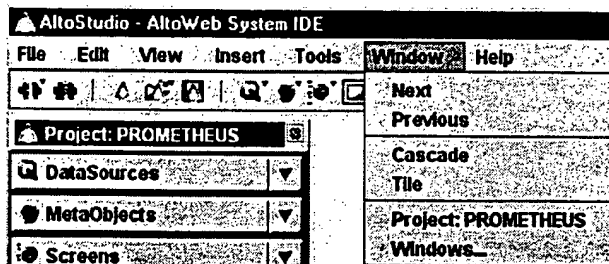 AltoStudio - AltoWeb System IDE
File Edit View Insert Tools Window Help
Next
Previous
Cascade
Tile
Project: PROMETHEUS
Windows...
Project: PROMETHEUS
DataSources
MetaObjects
Screens